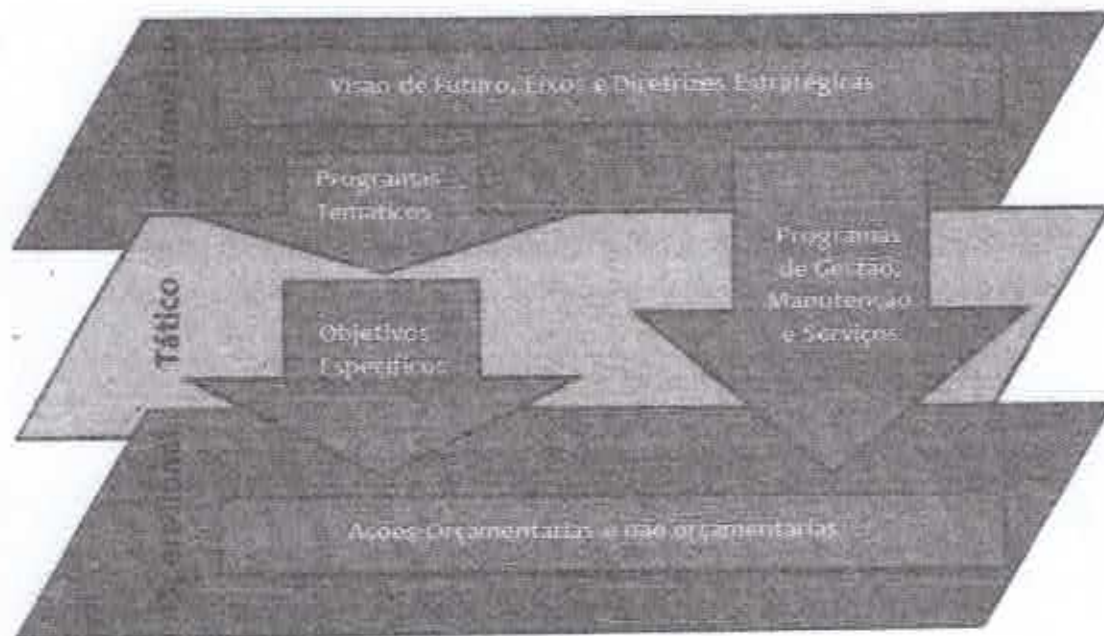 Visão de Futuro, Eixos e Diretrizes Estratégicas
Programas
Temáticos
Programas
de Gestão,
Manutenção
e Serviços
Tático
Objetivos
Específicos
Operacional
Ações Orçamentárias e não orçamentárias